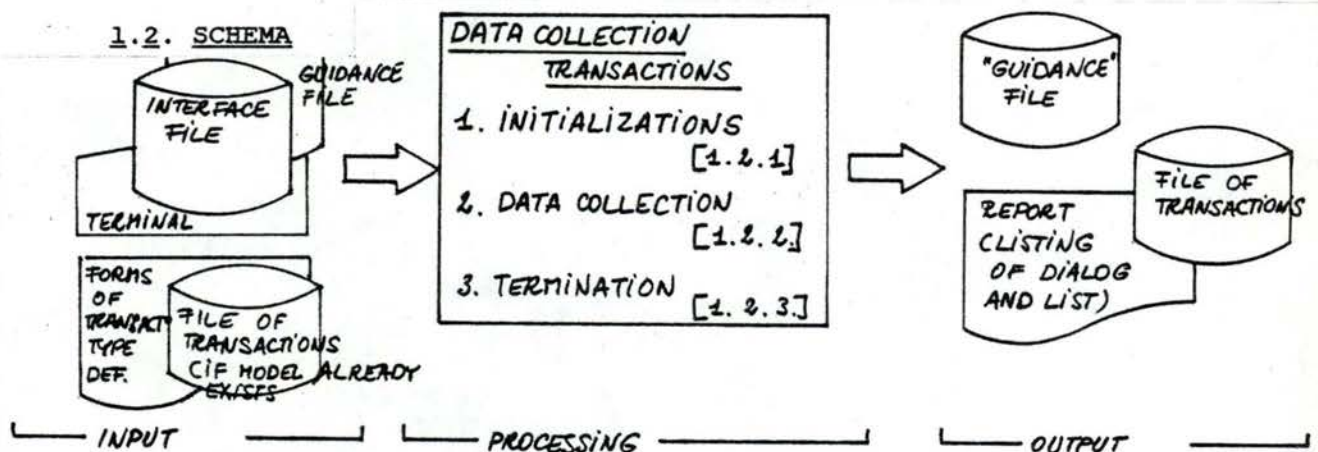 1.2. SCHEMA
INTERFACE
FILE
GUIDANCE
FILE
TERMINAL
FORMS
OF
TRANSACT
TYPE
DEF.
FILE OF
TRANSACTIONS
CIF MODEL ALREADY
EXISTS
INPUT
DATA COLLECTION
TRANSACTIONS
1. INITIALIZATIONS
[1.2.1]
2. DATA COLLECTION
[1.2.2.]
3. TERMINATION
[1.2.3.]
PROCESSING
"GUIDANCE"
FILE
FILE OF
TRANSACTIONS
REPORT
CLISTING
OF DIALOG
AND LIST)
OUTPUT